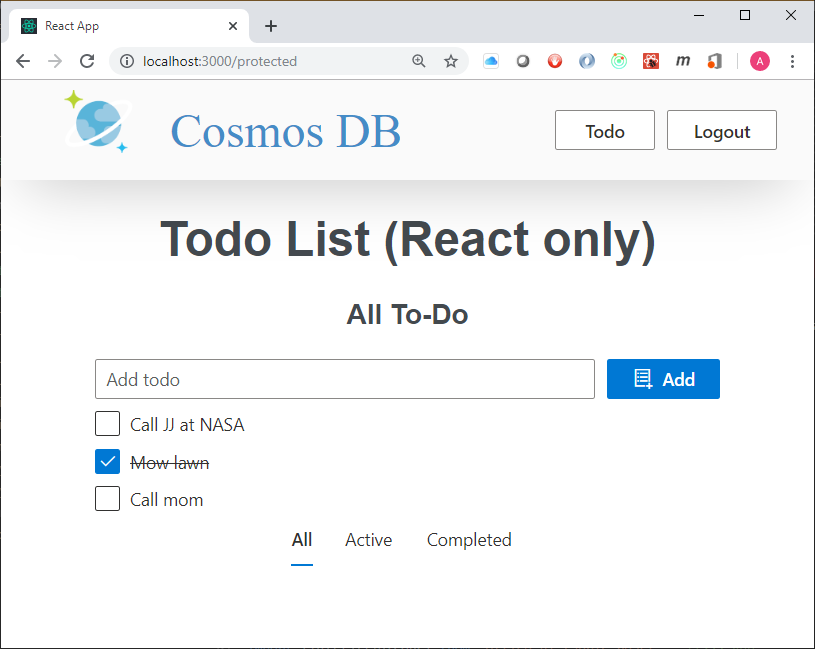 React App
localhost:3000/protected
m
A
Cosmos DB
Todo
Logout
Todo List (React only)
All To-Do
Add todo
Add
Call JJ at NASA
Mow lawn
Call mom
All
Active
Completed